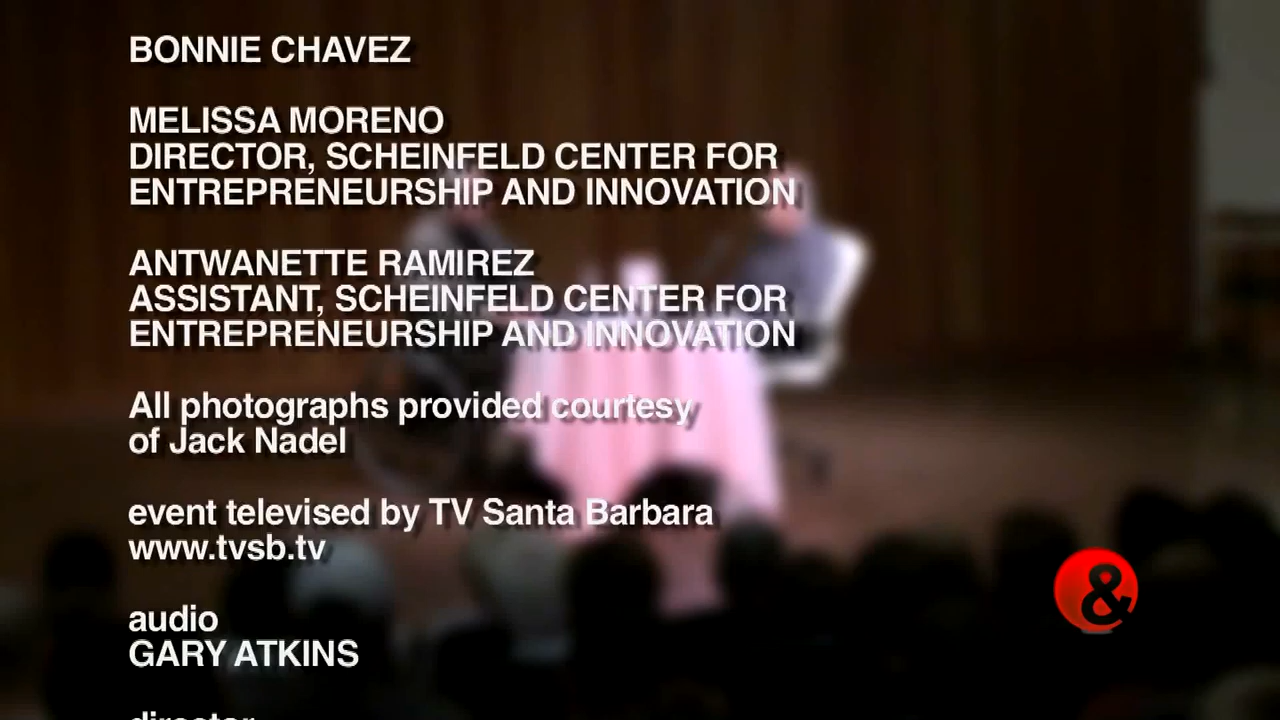 BONNIE CHAVEZ
MELISSA MORENO
DIRECTOR, SCHEINFELD CENTER FOR
ENTREPRENEURSHIP AND INNOVATION
ANTWANETTE RAMIREZ
ASSISTANT, SCHEINFELD CENTER FOR
ENTREPRENEURSHIP AND INNOVATION
All photographs provided courtesy
of Jack Nadel
event televised by TV Santa Barbara
www.tvsb.tv
&
audio
GARY ATKINS
director